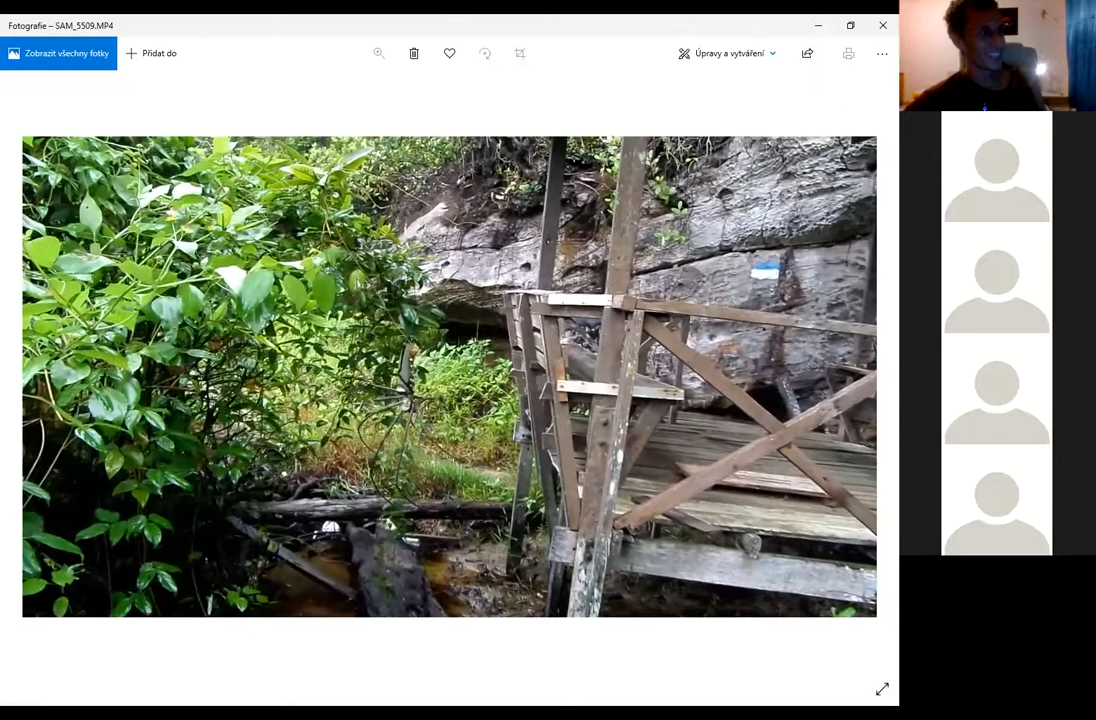 Fotografie – SAM_5509.MP4
Zobrazit všechny fotky
Přidat do
Úpravy a vytváření